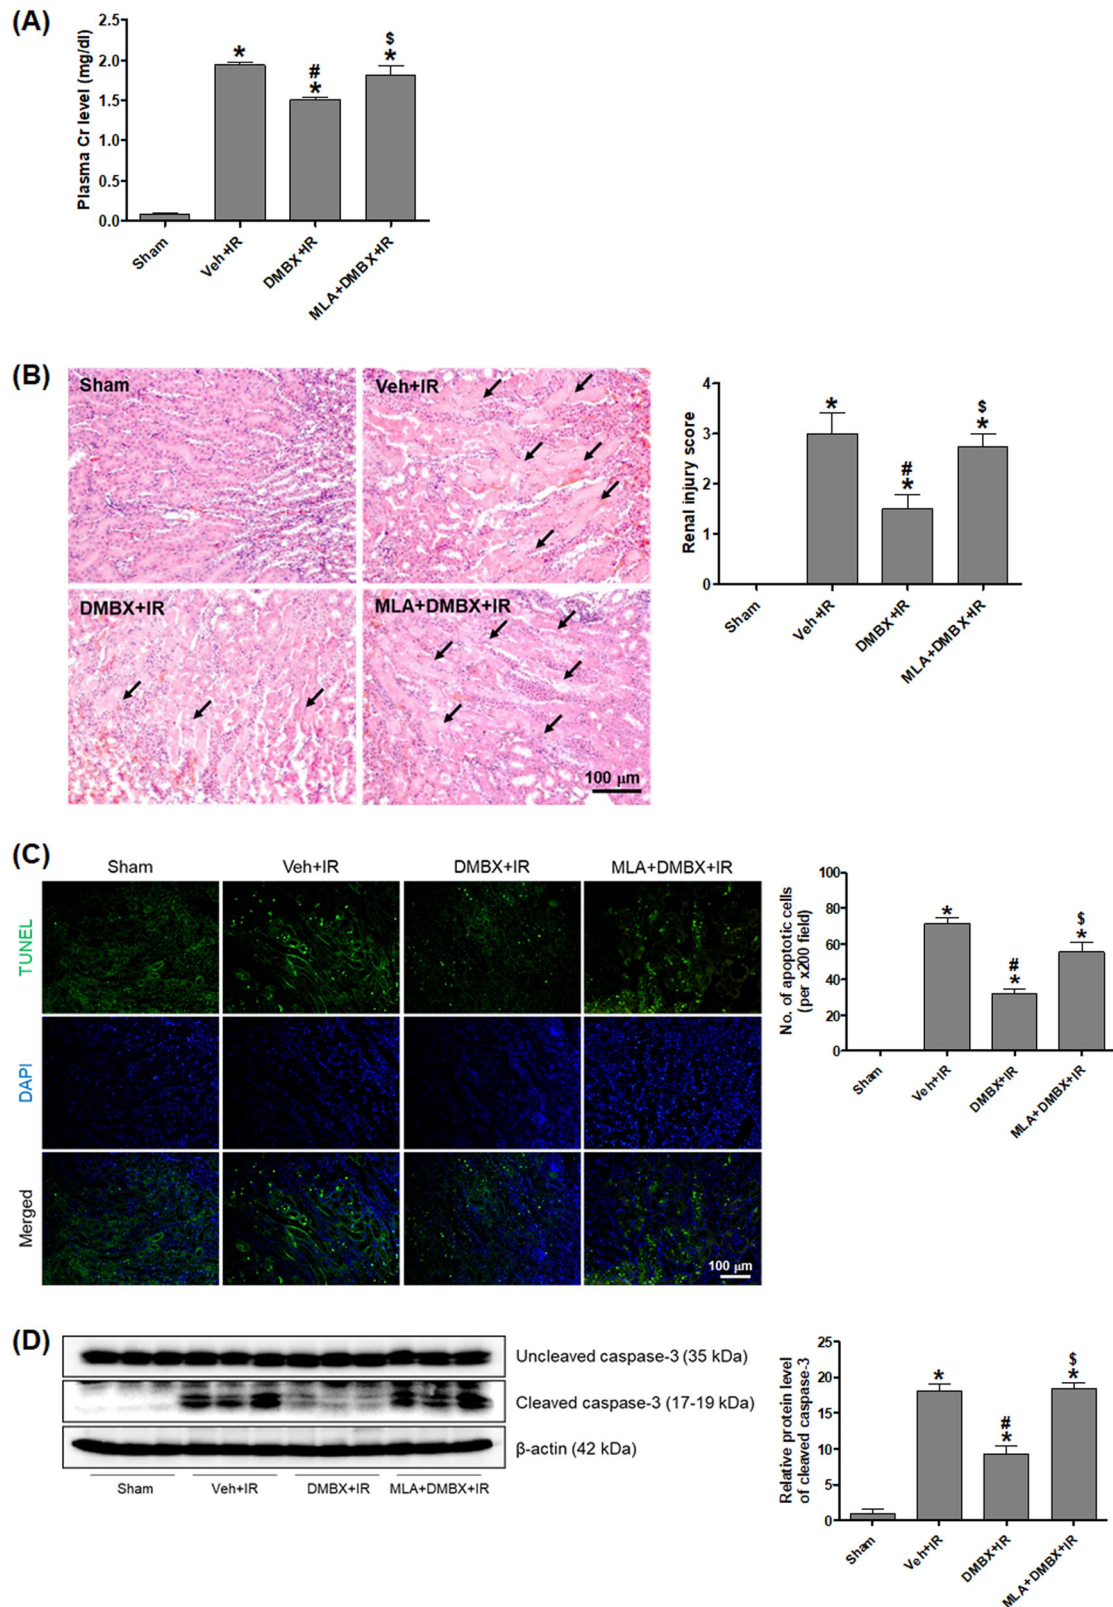 (A)
Plasma Cr level (mg/dl)
2.5
2.0
1.5
1.0
0.5
0.0
*
#
*
$
*
Sham
Veh+IR
DMBX+IR
MLA+DMBX+IR
(B)
Sham
Veh+IR
DMBX+IR
MLA+DMBX+IR
100 μm
Renal injury score
4
3
2
1
0
*
#
*
$
*
Sham
Veh+IR
DMBX+IR
MLA+DMBX+IR
(C)
Sham
Veh+IR
DMBX+IR
MLA+DMBX+IR
TUNEL
DAPI
Merged
100 μm
No. of apoptotic cells
(per x200 field)
100
80
60
40
20
0
*
#
*
$
*
Sham
Veh+IR
DMBX+IR
MLA+DMBX+IR
(D)
Uncleaved caspase-3 (35 kDa)
Cleaved caspase-3 (17-19 kDa)
β-actin (42 kDa)
Sham
Veh+IR
DMBX+IR
MLA+DMBX+IR
Relative protein level
of cleaved caspase-3
25
20
15
10
5
0
*
#
*
$
*
Sham
Veh+IR
DMBX+IR
MLA+DMBX+IR